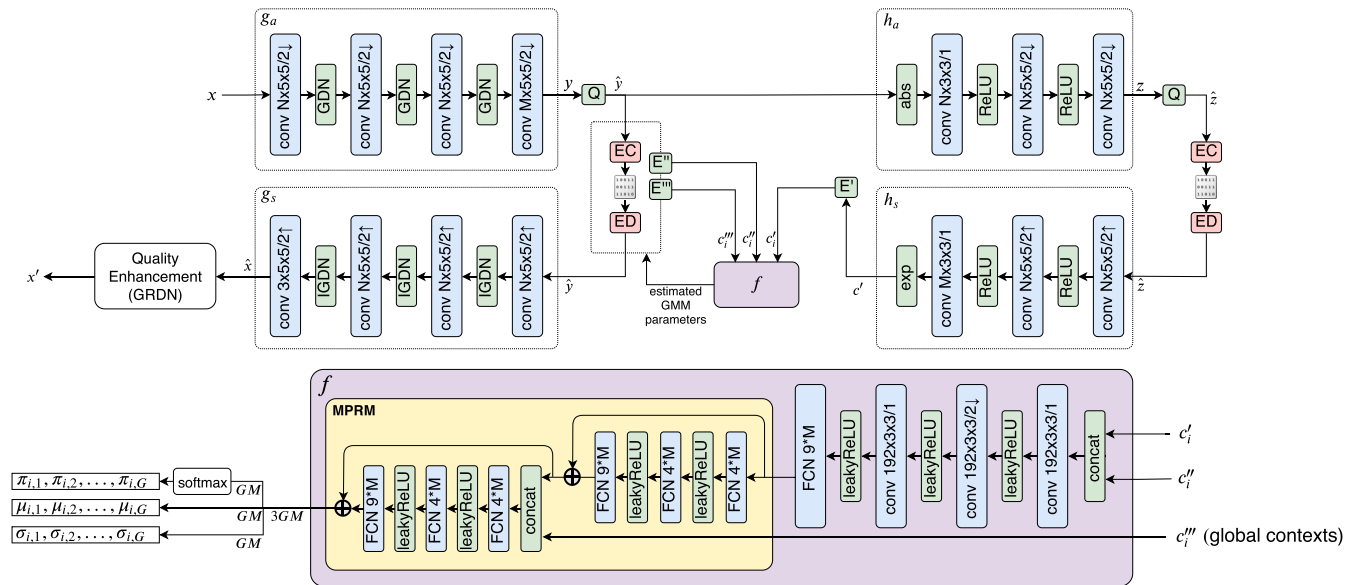 g_a
x
conv Nx5x5/2↓
GDN
conv Nx5x5/2↓
GDN
conv Nx5x5/2↓
GDN
conv Mx5x5/2↓
y
Q
ŷ
h_a
abs
conv Nx3x3/1
ReLU
conv Nx5x5/2↓
ReLU
conv Nx5x5/2↓
z
Q
ẑ
EC
10011
00111
11010
ED
E''
E'''
c_i'''
c_i''
c_i'
E'
EC
10011
00111
11010
ED
g_s
x'
Quality
Enhancement
(GRDN)
x̂
conv 3x5x5/2↑
IGDN
conv Nx5x5/2↑
IGDN
conv Nx5x5/2↑
IGDN
conv Nx5x5/2↑
ŷ
estimated
GMM
parameters
f
h_s
c'
exp
conv Mx3x3/1
ReLU
conv Nx5x5/2↑
ReLU
conv Nx5x5/2↑
ẑ
f
MPRM
FCN 9*M
leakyReLU
FCN 4*M
leakyReLU
FCN 4*M
FCN 9*M
leakyReLU
conv 192x3x3/1
leakyReLU
conv 192x3x3/2↓
leakyReLU
conv 192x3x3/1
concat
c_i'
c_i''
FCN 9*M
leakyReLU
FCN 4*M
leakyReLU
FCN 4*M
concat
c_i''' (global contexts)
π_{i,1}, π_{i,2}, . . . , π_{i,G}
softmax
GM
μ_{i,1}, μ_{i,2}, . . . , μ_{i,G}
GM
3GM
σ_{i,1}, σ_{i,2}, . . . , σ_{i,G}
GM